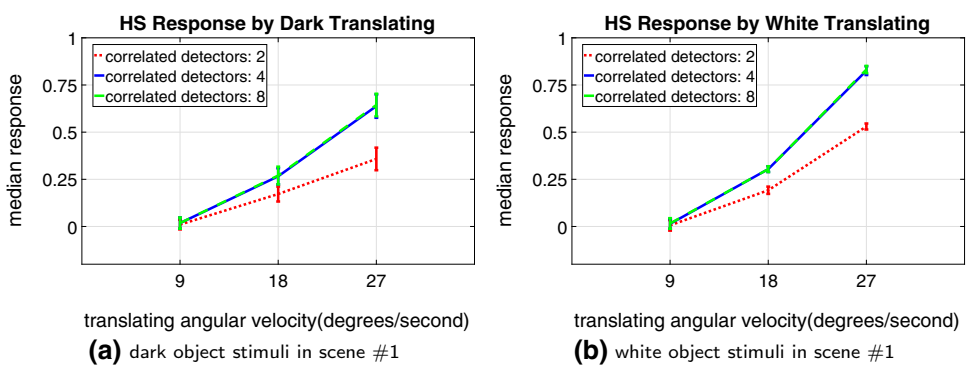 HS Response by Dark Translating
1
0.75
0.5
0.25
0
median response
correlated detectors: 2
correlated detectors: 4
correlated detectors: 8
9 18 27
translating angular velocity(degrees/second)
(a) dark object stimuli in scene #1
HS Response by White Translating
1
0.75
0.5
0.25
0
median response
correlated detectors: 2
correlated detectors: 4
correlated detectors: 8
9 18 27
translating angular velocity(degrees/second)
(b) white object stimuli in scene #1